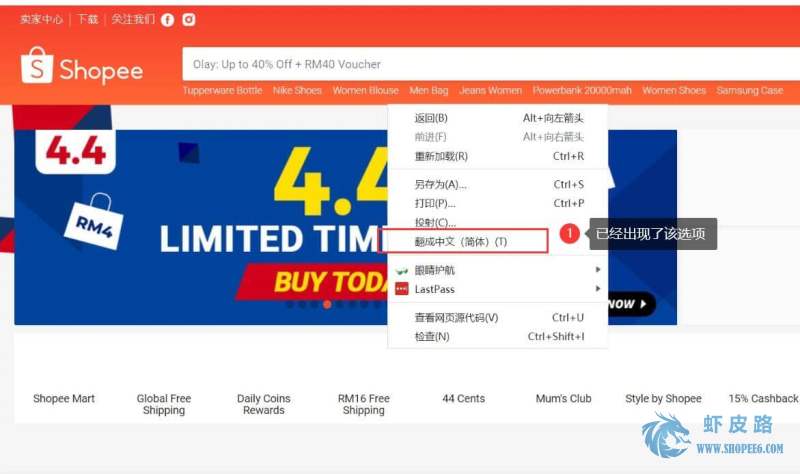 卖家中心 | 下载 | 关注我们
Shopee
Olay: Up to 40% Off + RM40 Voucher
Tupperware Bottle Nike Shoes Women Blouse Men Bag Jeans Women Powerbank 20000mah Women Shoes Samsung Case
4.4
RM4
4.4
LIMITED TIM
BUY TODA
NOW
返回(B) Alt+向左箭头
前进(F) Alt+向右箭头
重新加载(R) Ctrl+R
另存为(A)... Ctrl+S
打印(P)... Ctrl+P
投射(C)...
翻成中文（简体）(T)
1 已经出现了该选项
眼睛护航
LastPass
查看网页源代码(V) Ctrl+U
检查(N) Ctrl+Shift+I
Shopee Mart
Global Free
Shipping
Daily Coins
Rewards
RM16 Free
Shipping
44 Cents
Mum's Club
Style by Shopee
15% Cashback
虾皮路
WWW.SHOPEE6.COM